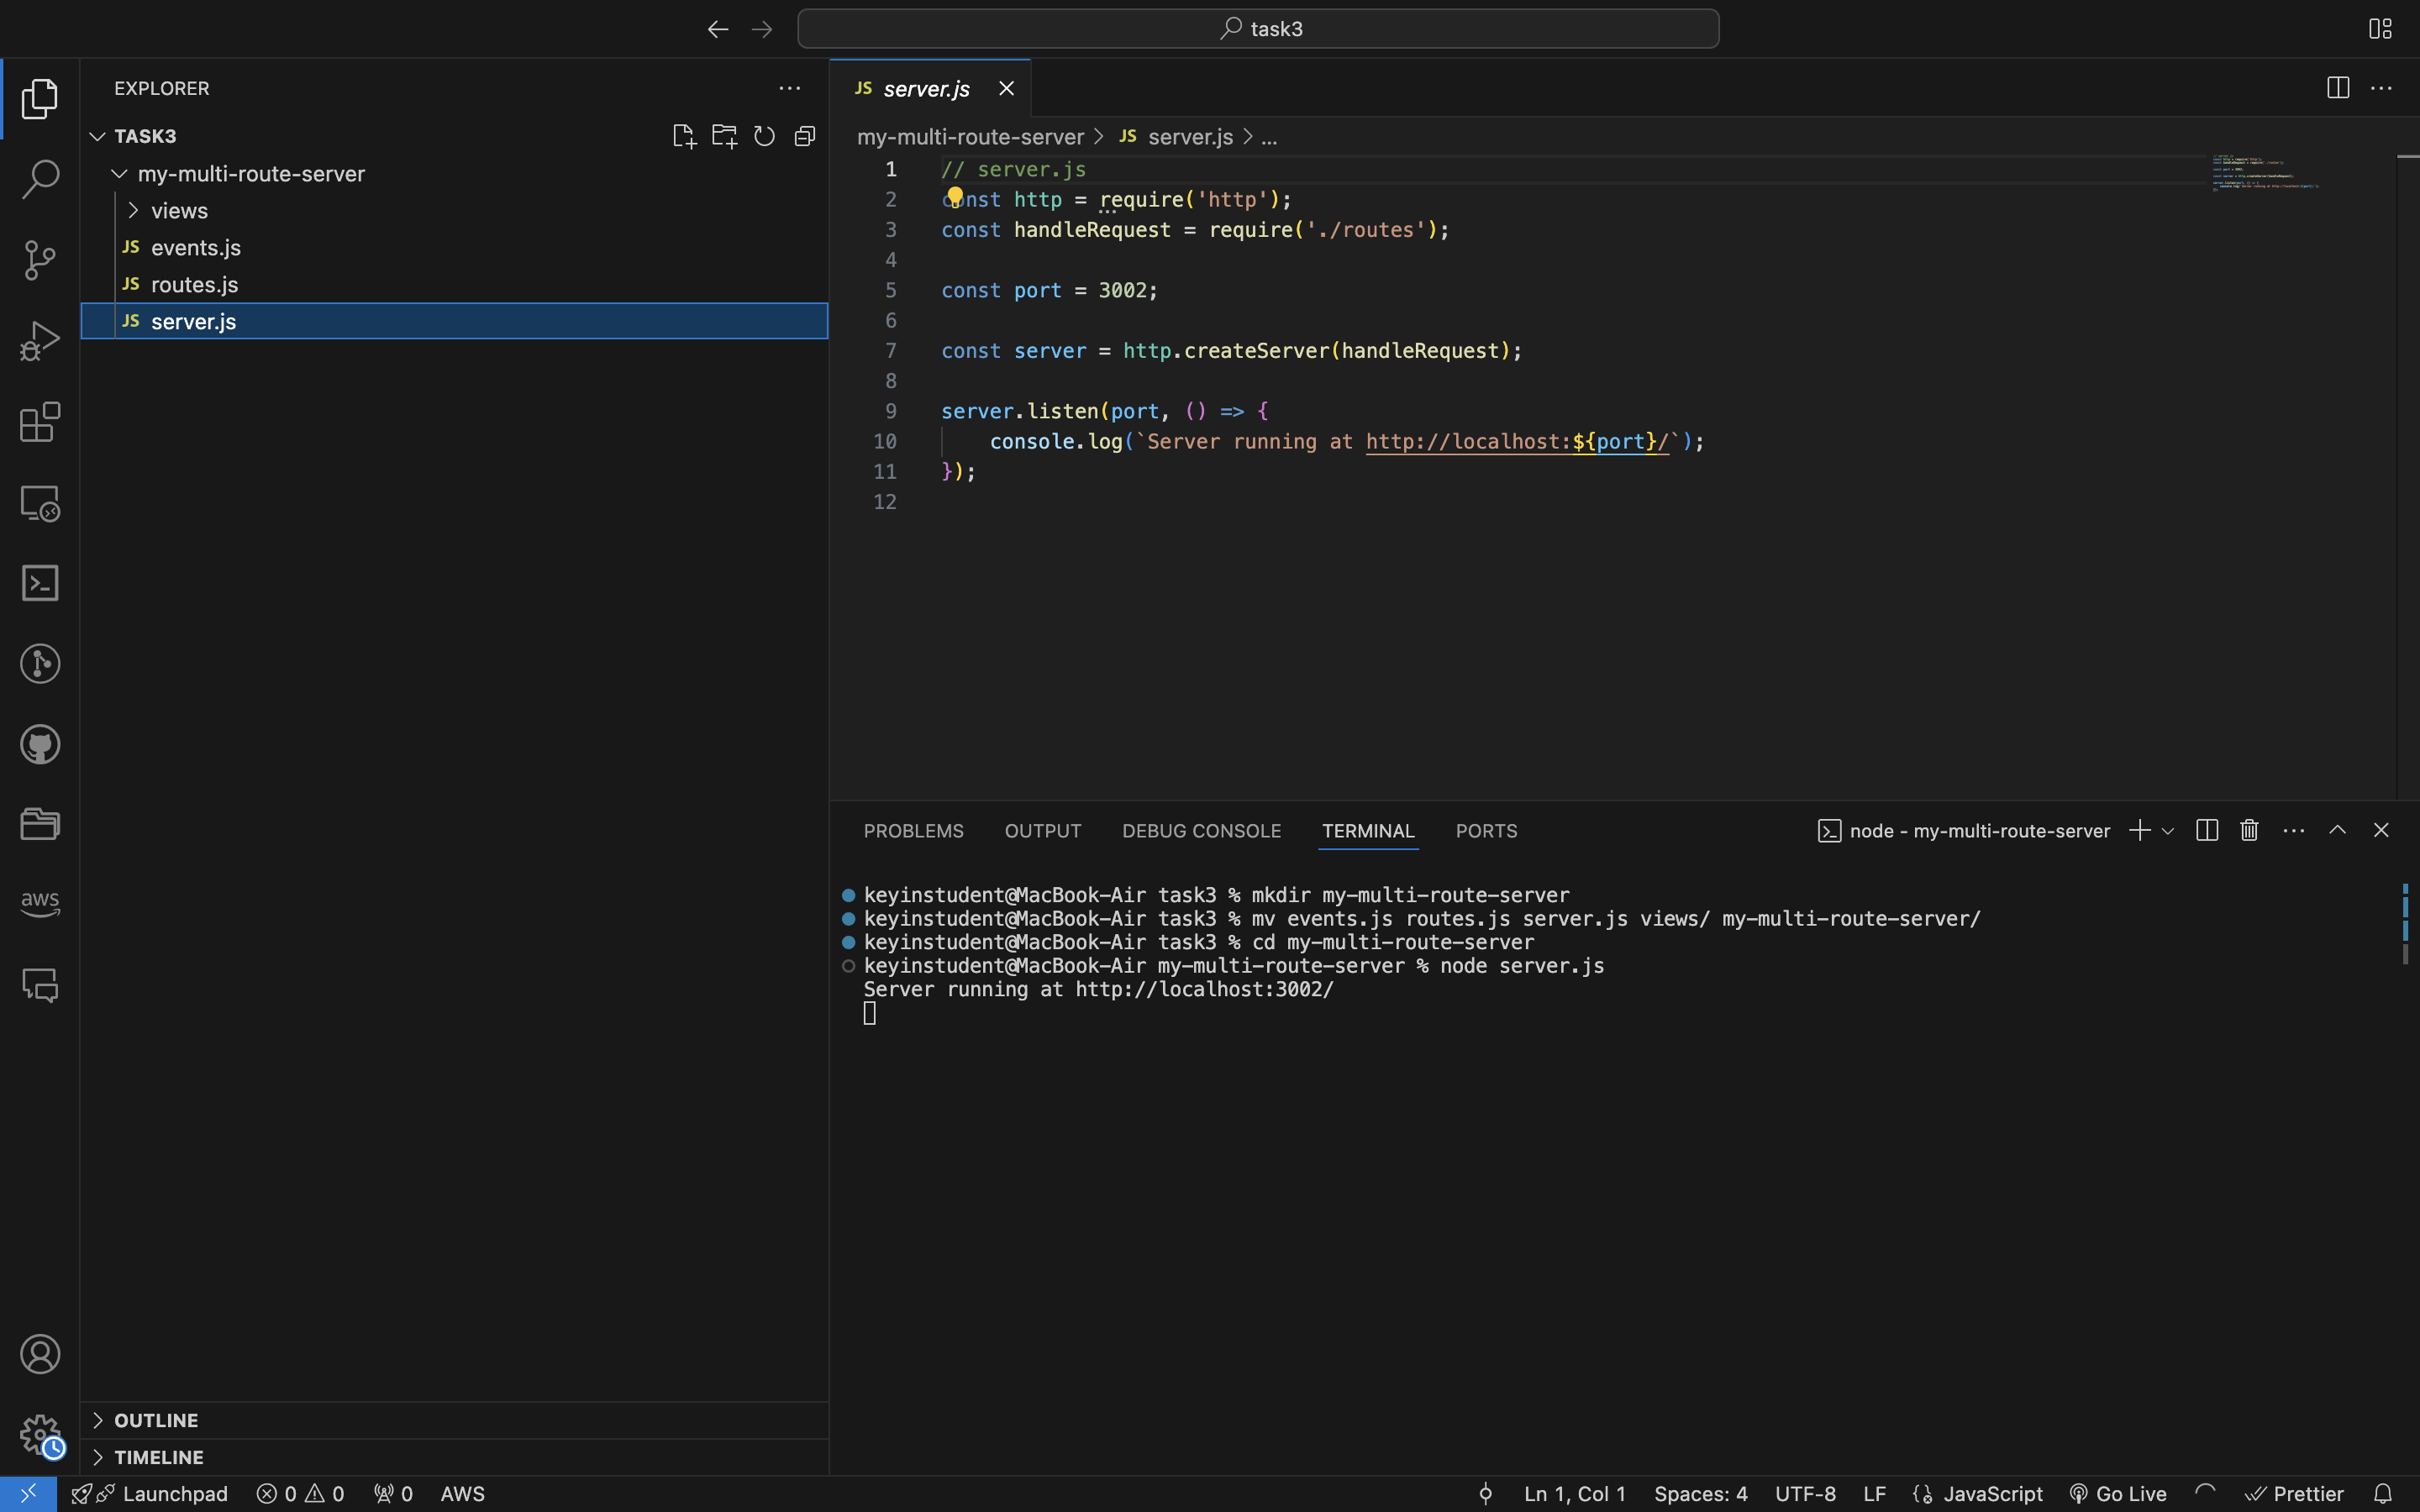 task3
EXPLORER
TASK3
my-multi-route-server
views
JS events.js
JS routes.js
JS server.js
OUTLINE
TIMELINE
JS server.js
my-multi-route-server > JS server.js > ...
1 // server.js
2 const http = require('http');
3 const handleRequest = require('./routes');
4
5 const port = 3002;
6
7 const server = http.createServer(handleRequest);
8
9 server.listen(port, () => {
10 console.log(`Server running at http://localhost:${port}/`);
11 });
12
PROBLEMS OUTPUT DEBUG CONSOLE TERMINAL PORTS node - my-multi-route-server
keyinstudent@MacBook-Air task3 % mkdir my-multi-route-server
keyinstudent@MacBook-Air task3 % mv events.js routes.js server.js views/ my-multi-route-server/
keyinstudent@MacBook-Air task3 % cd my-multi-route-server
keyinstudent@MacBook-Air my-multi-route-server % node server.js
Server running at http://localhost:3002/
aws
Launchpad 0 0 0 AWS Ln 1, Col 1 Spaces: 4 UTF-8 LF JavaScript Go Live Prettier